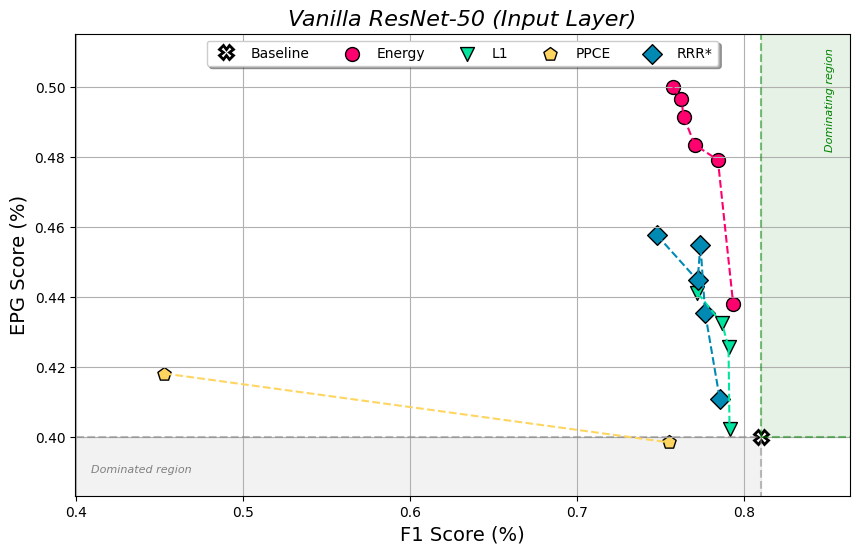 Vanilla ResNet-50 (Input Layer)
Baseline Energy L1 PPCE RRR*
Dominating region
0.50
0.48
0.46
0.44
0.42
0.40
EPG Score (%)
Dominated region
0.4 0.5 0.6 0.7 0.8
F1 Score (%)